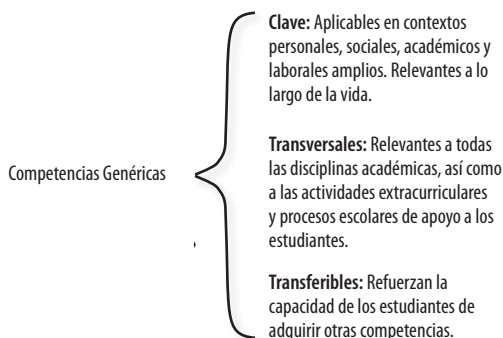 Clave: Aplicables en contextos
personales, sociales, académicos y
laborales amplios. Relevantes a lo
largo de la vida.
Competencias Genéricas
Transversales: Relevantes a todas
las disciplinas académicas, así como
a las actividades extracurriculares
y procesos escolares de apoyo a los
estudiantes.
Transferibles: Refuerzan la
capacidad de los estudiantes de
adquirir otras competencias.